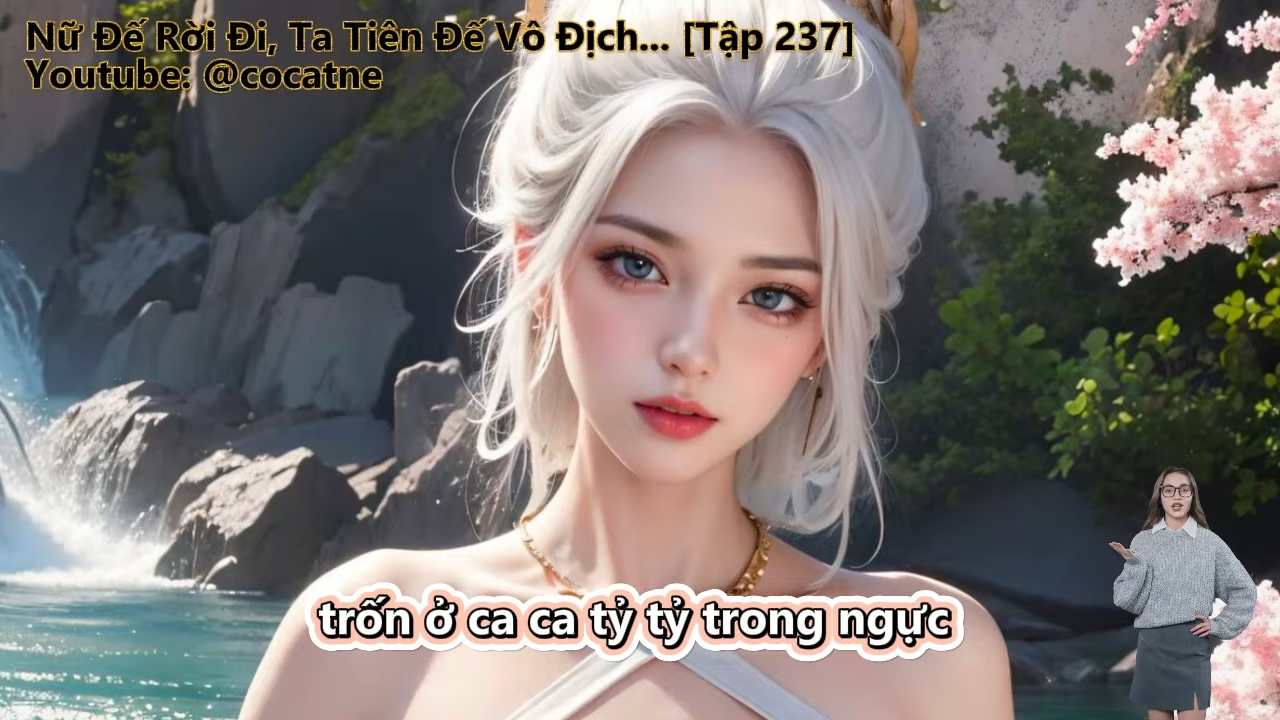 Nữ Đế Rời Đi, Ta Tiên Đế Vô Địch... [Tập 237]
Youtube: @cocatne
trốn ở ca ca tỷ tỷ trong ngực